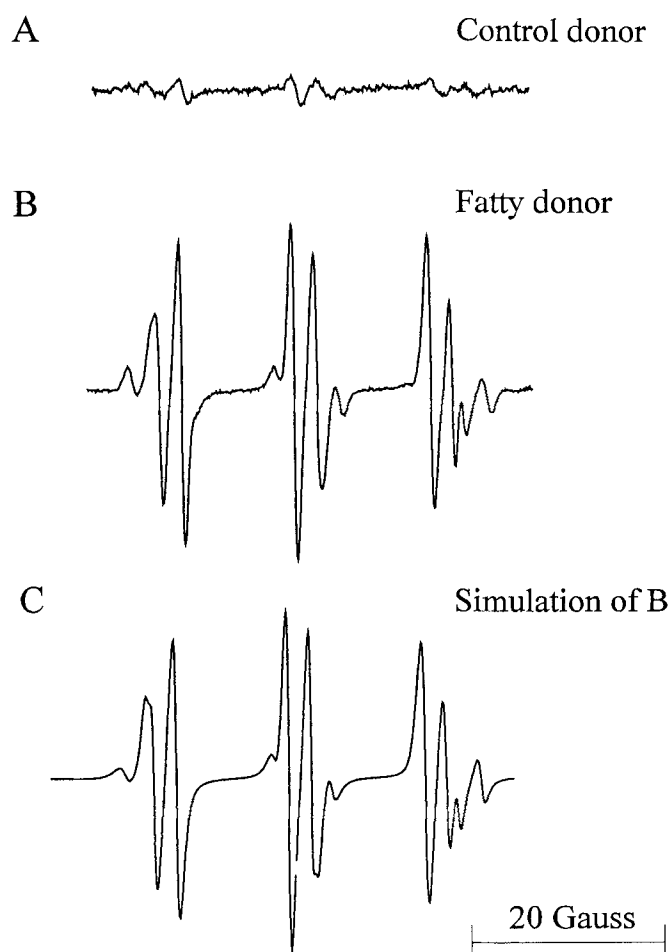 A
Control donor
B
Fatty donor
C
Simulation of B
20 Gauss